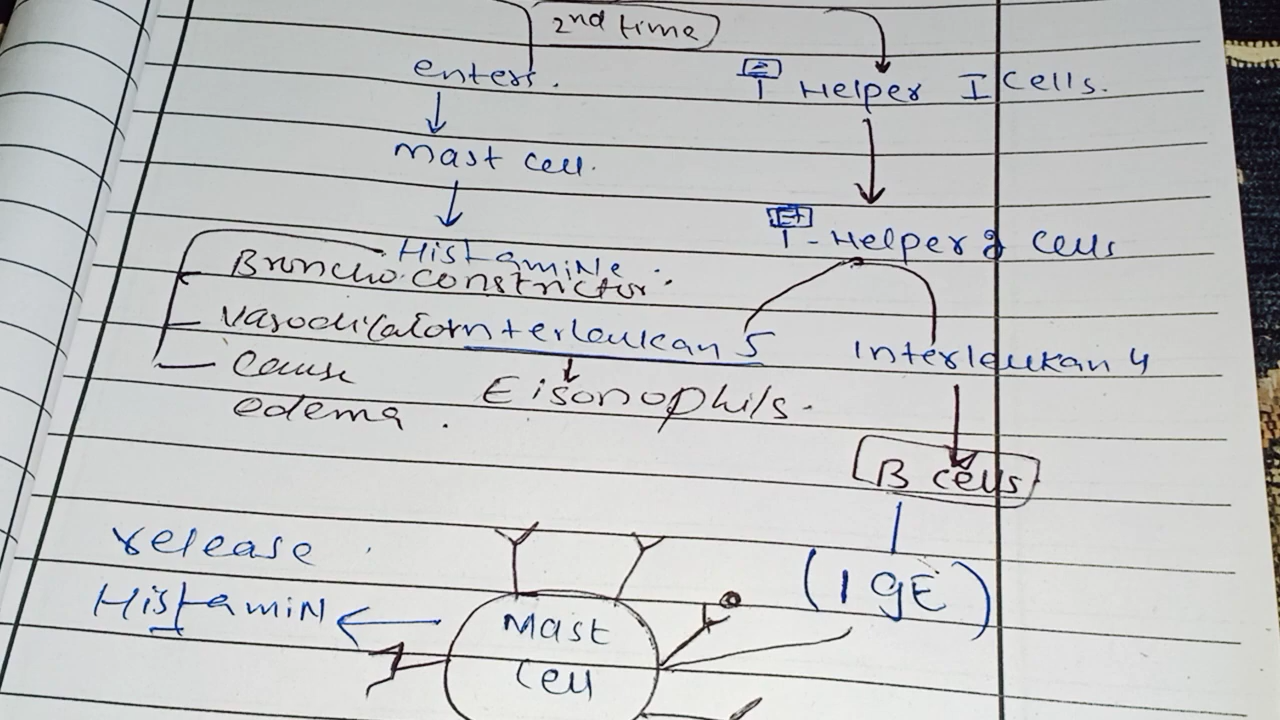 2nd time
enters.
T Helper I Cells.
Mast cell.
T-Helper 2 cells
HistamiNe.
Broncho.constrictor.
Vasodilator
Interleukan 5
Interleukan 4
Cause
Eisonophils.
odema.
B cells
release.
HistamiN
(IgE)
Mast
Cell